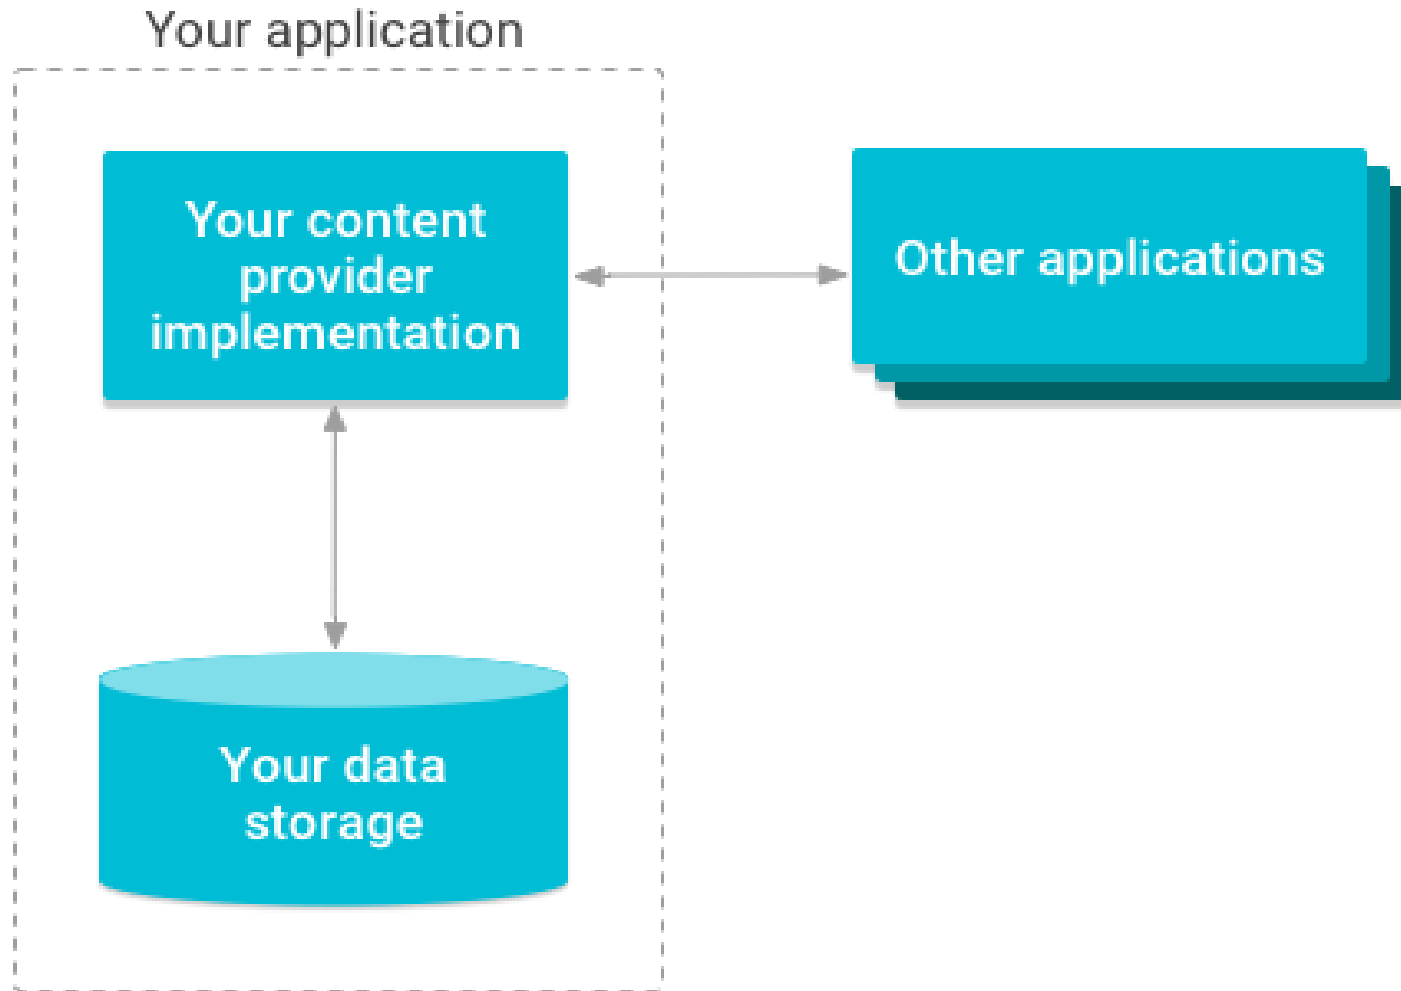 Your application
Your content
provider
implementation
Other applications
Your data
storage